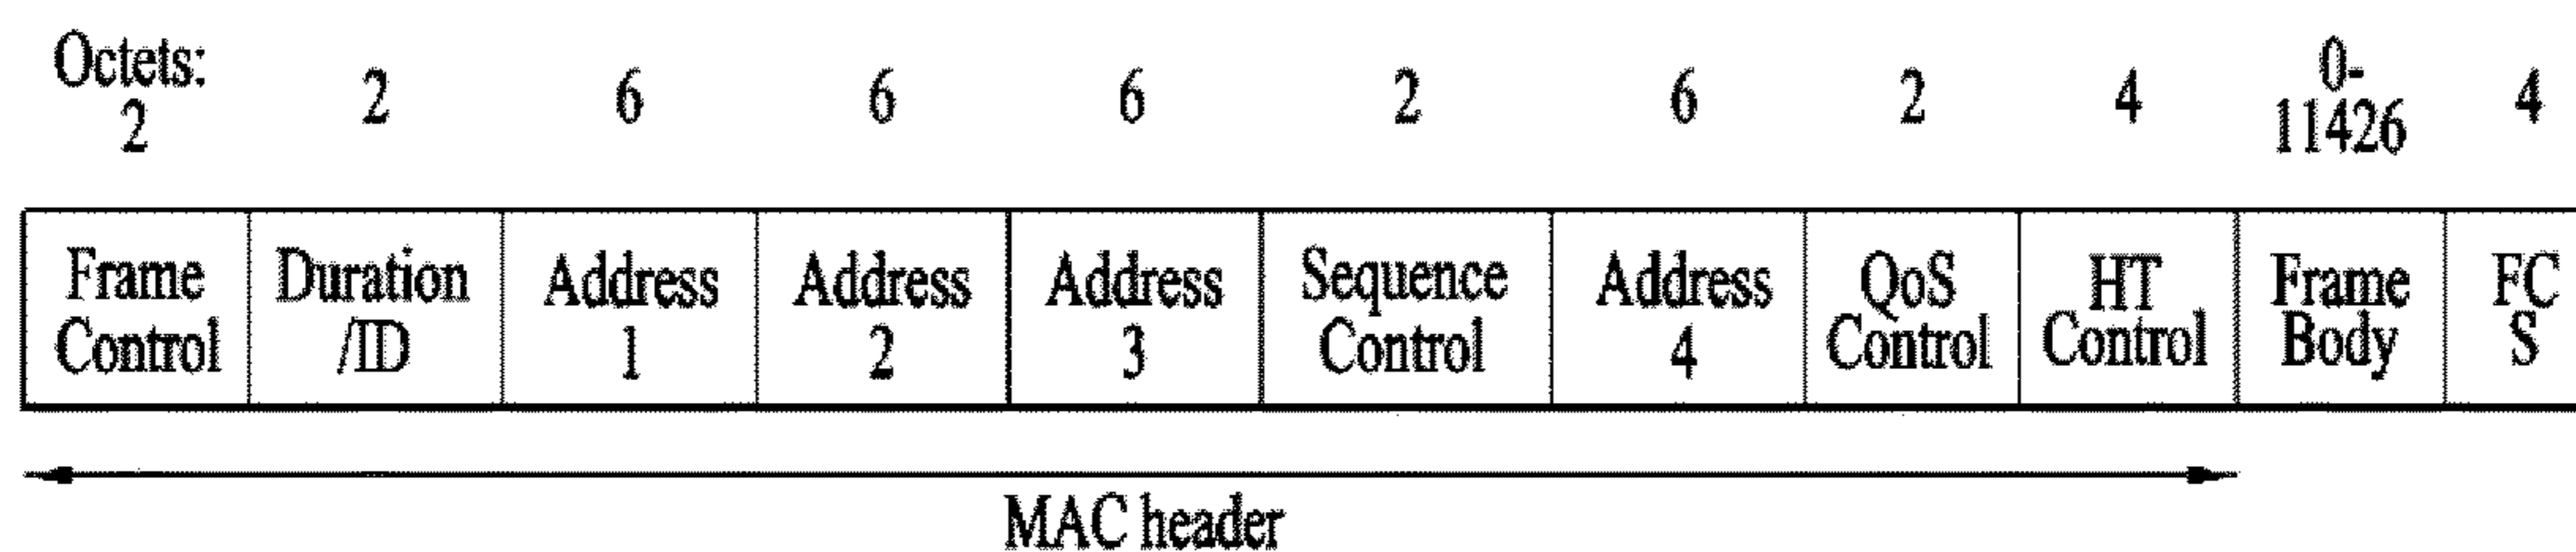 Octets:
2 2 6 6 6 2 6 2 4 0-
11426 4
Frame
Control
Duration
/ID
Address
1
Address
2
Address
3
Sequence
Control
Address
4
QoS
Control
HT
Control
Frame
Body
FC
S
MAC header